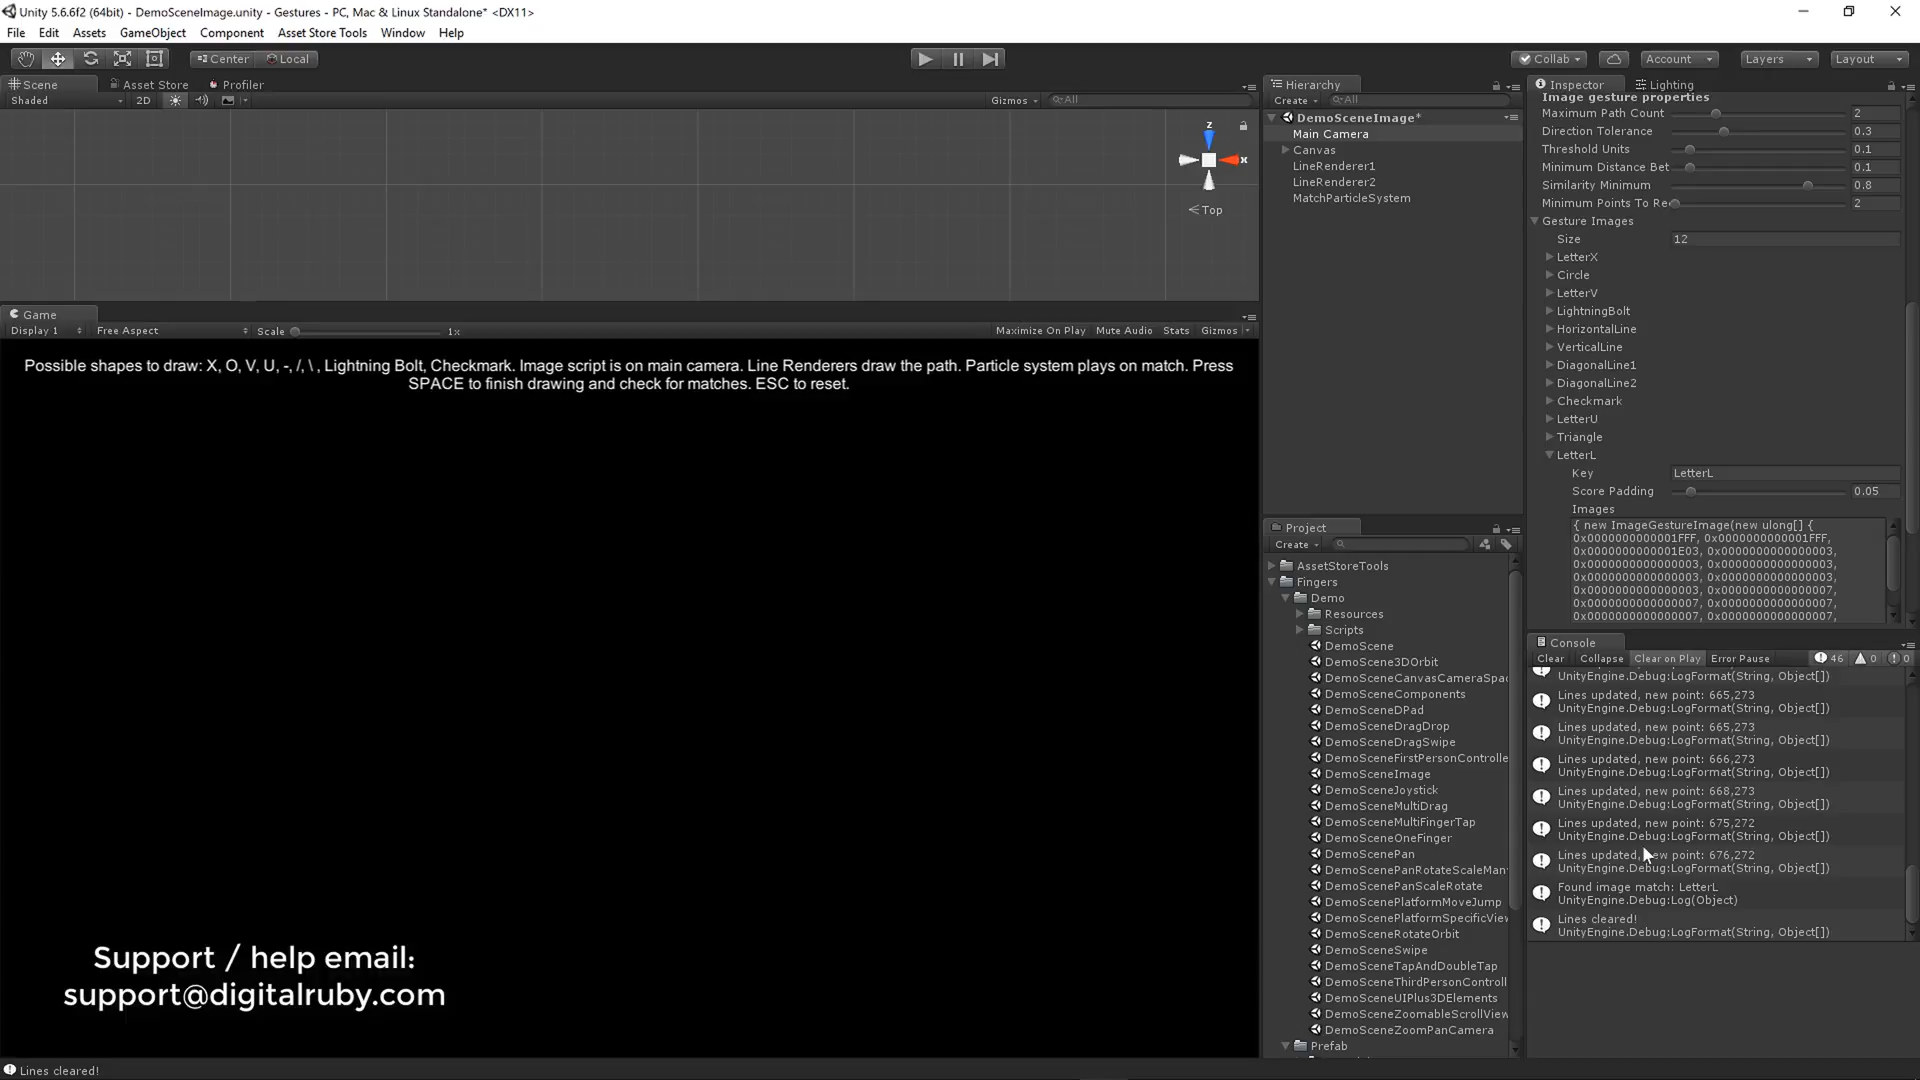 Unity 5.6.6f2 (64bit) - DemoSceneImage.unity - Gestures - PC, Mac & Linux Standalone* <DX11>
File Edit Assets GameObject Component Asset Store Tools Window Help
Center Local
Collab Account Layers Layout
Scene Asset Store Profiler
Shaded 2D Gizmos All
z
x
Top
Game
Display 1 Free Aspect Scale 1x Maximize On Play Mute Audio Stats Gizmos
Possible shapes to draw: X, O, V, U, -, /, \ , Lightning Bolt, Checkmark. Image script is on main camera. Line Renderers draw the path. Particle system plays on match. Press
SPACE to finish drawing and check for matches. ESC to reset.
Support / help email:
support@digitalruby.com
Lines cleared!
Hierarchy
Create All
DemoSceneImage*
Main Camera
Canvas
LineRenderer1
LineRenderer2
MatchParticleSystem
Project
Create
AssetStoreTools
Fingers
Demo
Resources
Scripts
DemoScene
DemoScene3DOrbit
DemoSceneCanvasCameraSpac
DemoSceneComponents
DemoSceneDPad
DemoSceneDragDrop
DemoSceneDragSwipe
DemoSceneFirstPersonControlle
DemoSceneImage
DemoSceneJoystick
DemoSceneMultiDrag
DemoSceneMultiFingerTap
DemoSceneOneFinger
DemoScenePan
DemoScenePanRotateScaleMan
DemoScenePanScaleRotate
DemoScenePlatformMoveJump
DemoScenePlatformSpecificView
DemoSceneRotateOrbit
DemoSceneSwipe
DemoSceneTapAndDoubleTap
DemoSceneThirdPersonControll
DemoSceneUIPlus3DElements
DemoSceneZoomableScrollView
DemoSceneZoomPanCamera
Prefab
Inspector Lighting
Image gesture properties
Maximum Path Count 2
Direction Tolerance 0.3
Threshold Units 0.1
Minimum Distance Bet 0.1
Similarity Minimum 0.8
Minimum Points To Re 2
Gesture Images
Size 12
LetterX
Circle
LetterV
LightningBolt
HorizontalLine
VerticalLine
DiagonalLine1
DiagonalLine2
Checkmark
LetterU
Triangle
LetterL
Key LetterL
Score Padding 0.05
Images
{ new ImageGestureImage(new ulong[] {
0x0000000000001FFF, 0x0000000000001FFF,
0x0000000000001E03, 0x0000000000000003,
0x0000000000000003, 0x0000000000000003,
0x0000000000000003, 0x0000000000000003,
0x0000000000000003, 0x0000000000000007,
0x0000000000000007, 0x0000000000000007,
0x0000000000000007, 0x0000000000000007,
Console
Clear Collapse Clear on Play Error Pause 46 0 0
UnityEngine.Debug:LogFormat(String, Object[])
Lines updated, new point: 665,273
UnityEngine.Debug:LogFormat(String, Object[])
Lines updated, new point: 665,273
UnityEngine.Debug:LogFormat(String, Object[])
Lines updated, new point: 666,273
UnityEngine.Debug:LogFormat(String, Object[])
Lines updated, new point: 668,273
UnityEngine.Debug:LogFormat(String, Object[])
Lines updated, new point: 675,272
UnityEngine.Debug:LogFormat(String, Object[])
Lines updated, new point: 676,272
UnityEngine.Debug:LogFormat(String, Object[])
Found image match: LetterL
UnityEngine.Debug:Log(Object)
Lines cleared!
UnityEngine.Debug:LogFormat(String, Object[])